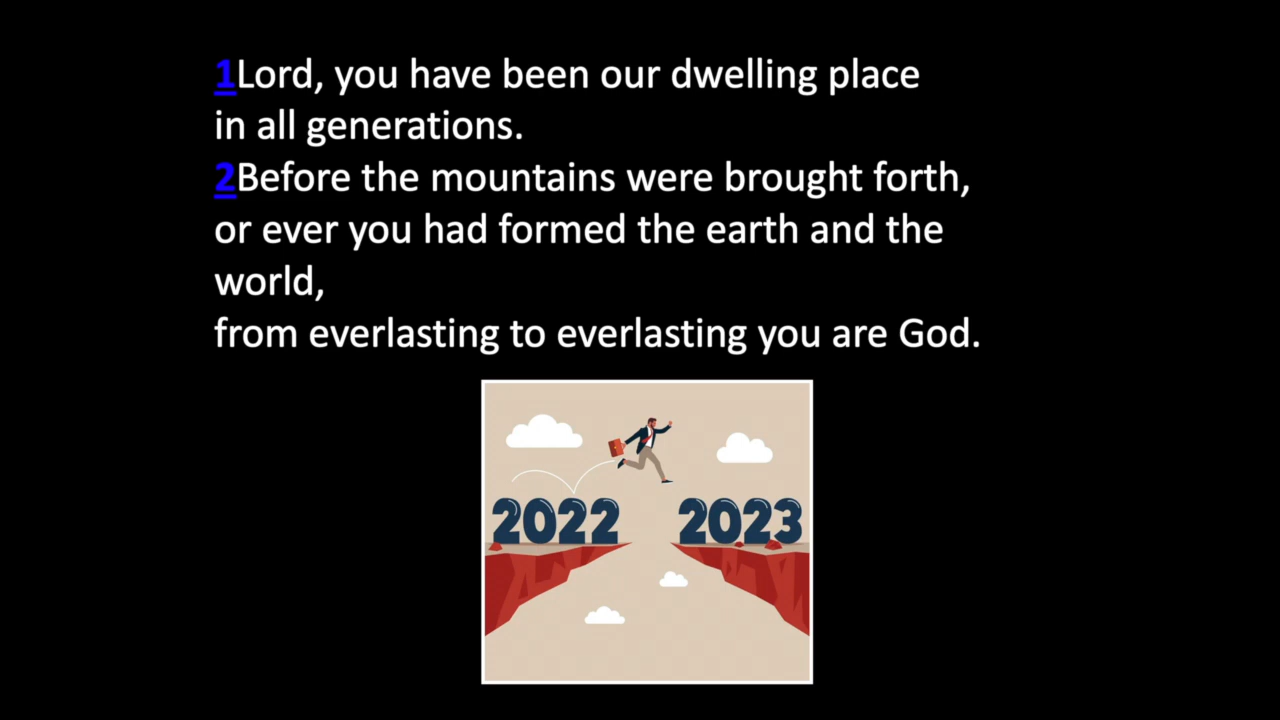 1Lord, you have been our dwelling place
in all generations.
2Before the mountains were brought forth,
or ever you had formed the earth and the
world,
from everlasting to everlasting you are God.
2022 2023